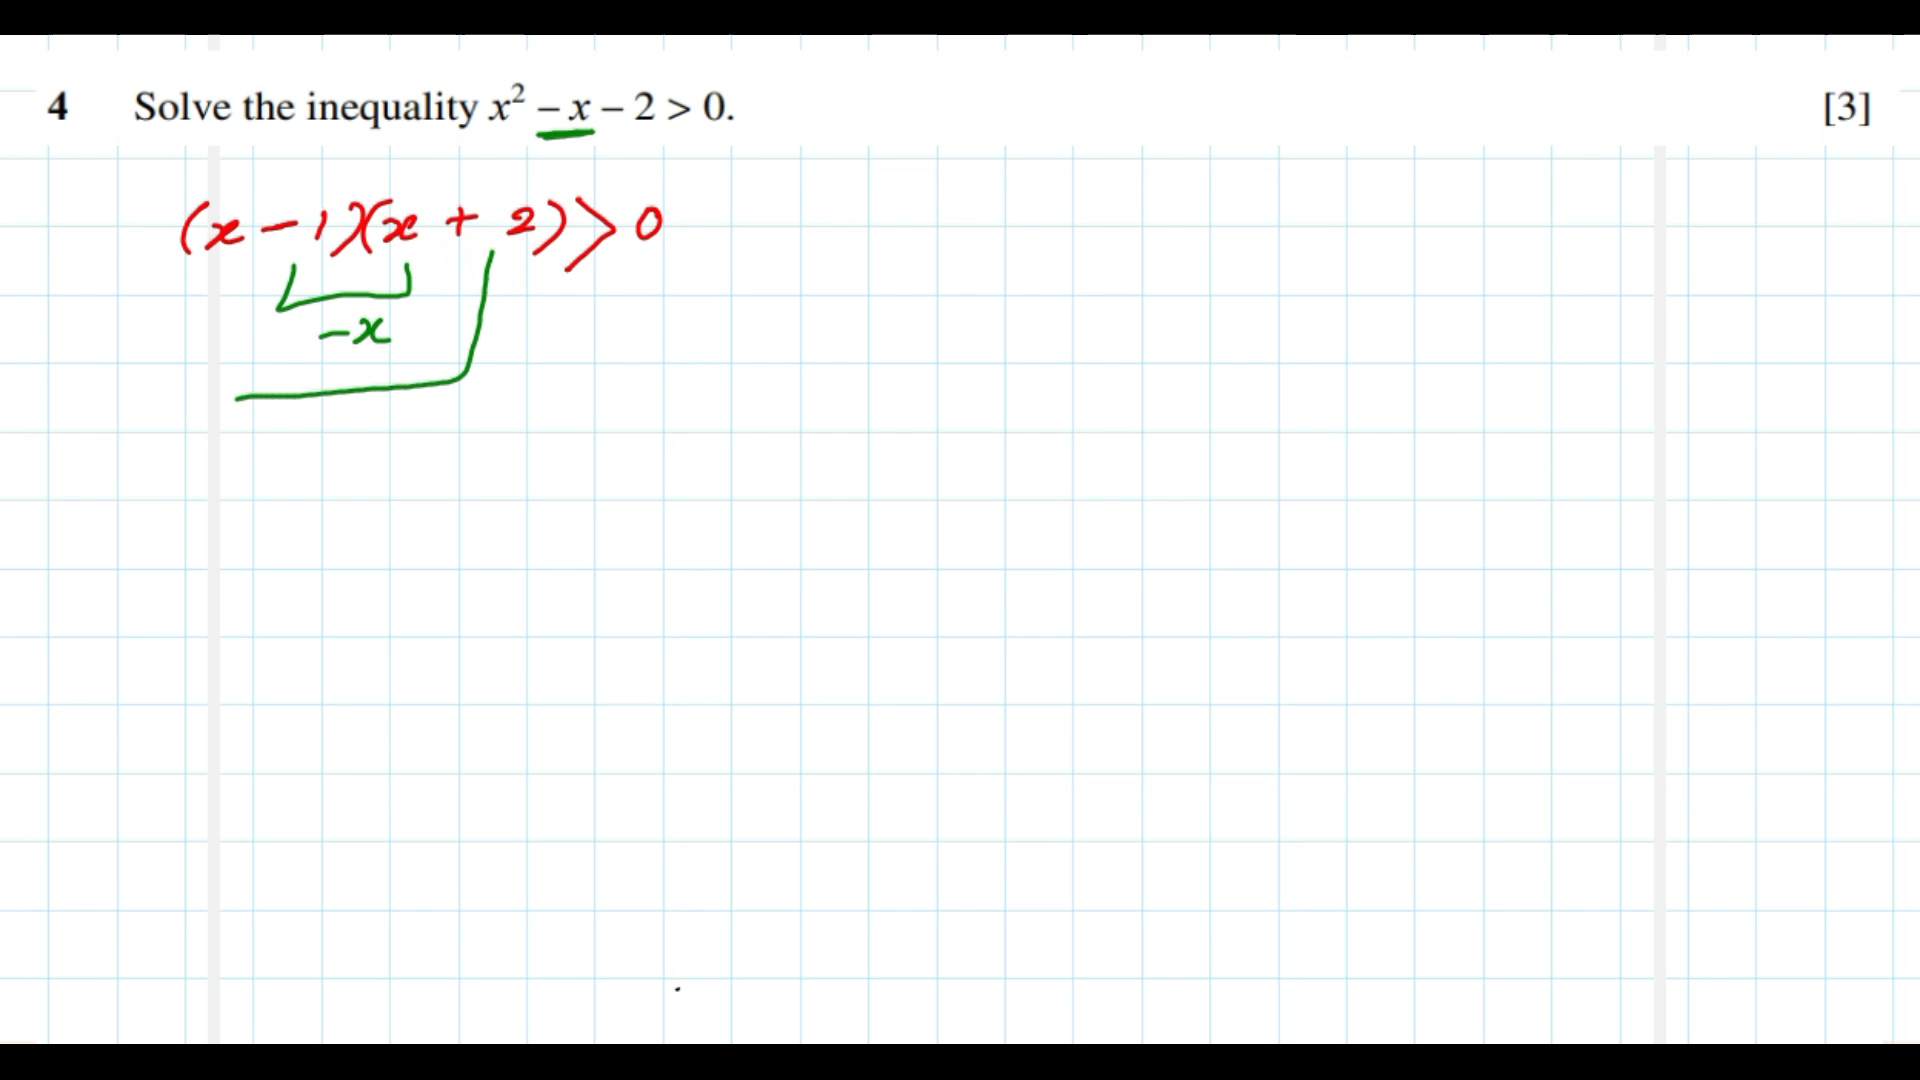 4 Solve the inequality x² – x – 2 > 0. [3]
(x – 1)(x + 2) > 0
–x